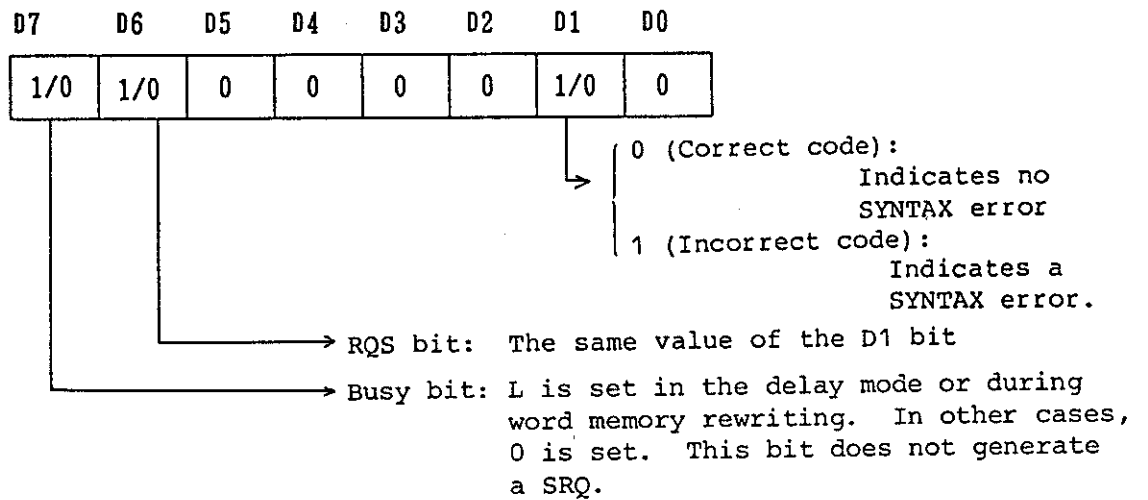 D7 D6 D5 D4 D3 D2 D1 D0
1/0 1/0 0 0 0 0 1/0 0
0 (Correct code):
Indicates no
SYNTAX error
1 (Incorrect code):
Indicates a
SYNTAX error.
RQS bit: The same value of the D1 bit
Busy bit: L is set in the delay mode or during
word memory rewriting. In other cases,
0 is set. This bit does not generate
a SRQ.